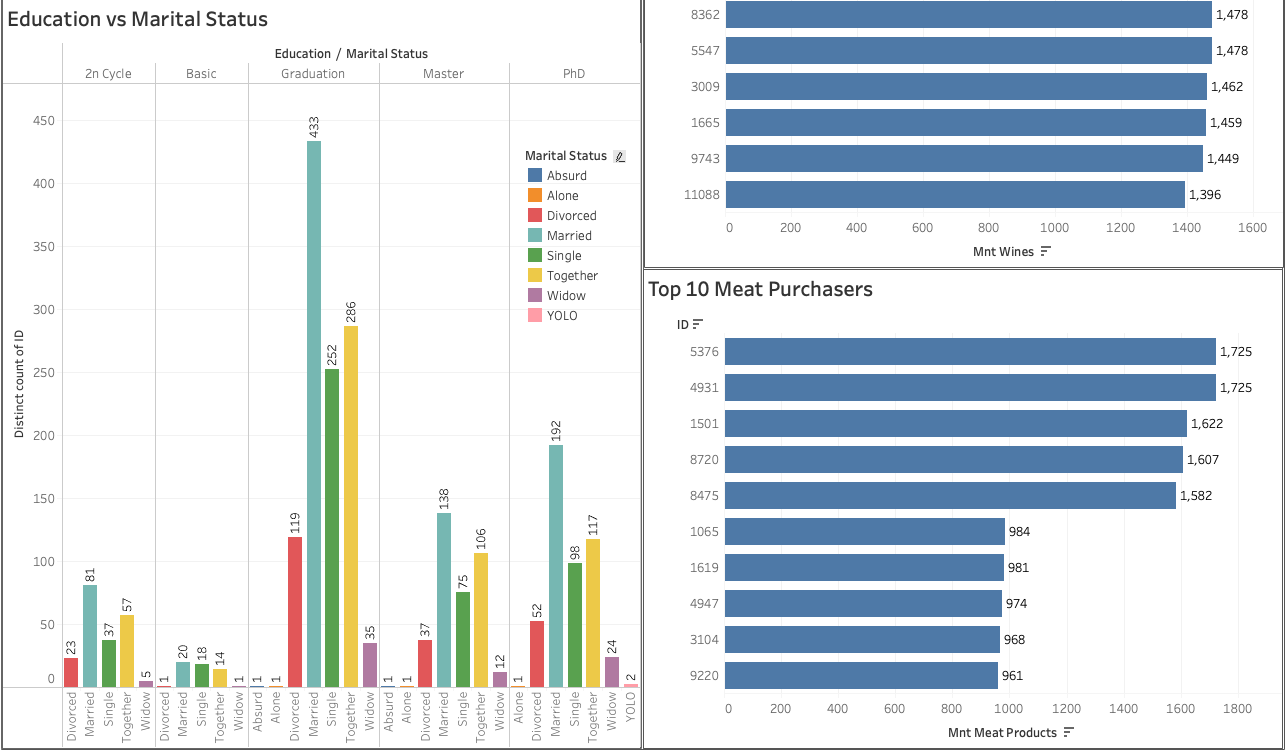 Education vs Marital Status
Education / Marital Status
2n Cycle Basic Graduation Master PhD
Distinct count of ID
450
400
350
300
250
200
150
100
50
0
23 81 37 57 5
1 20 18 14 1
1 1 119 433 252 286 35
1 1 37 138 75 106 12
1 52 192 98 117 24 2
Divorced Married Single Together Widow
Divorced Married Single Together Widow
Absurd Alone Divorced Married Single Together Widow
Absurd Alone Divorced Married Single Together Widow
Alone Divorced Married Single Together Widow YOLO
Marital Status
Absurd
Alone
Divorced
Married
Single
Together
Widow
YOLO
8362 1,478
5547 1,478
3009 1,462
1665 1,459
9743 1,449
11088 1,396
0 200 400 600 800 1000 1200 1400 1600
Mnt Wines
Top 10 Meat Purchasers
ID
5376 1,725
4931 1,725
1501 1,622
8720 1,607
8475 1,582
1065 984
1619 981
4947 974
3104 968
9220 961
0 200 400 600 800 1000 1200 1400 1600 1800
Mnt Meat Products